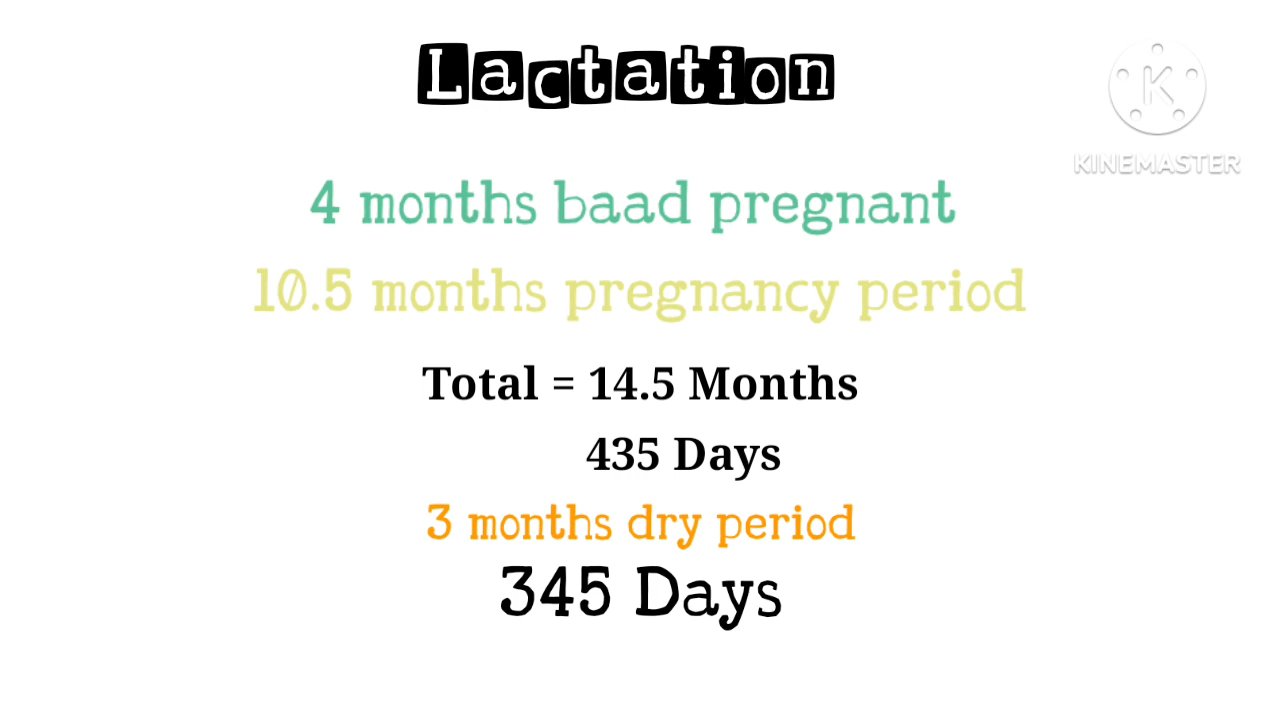 Lactation
KINEMASTER
4 months baad pregnant
10.5 months pregnancy period
Total = 14.5 Months
435 Days
3 months dry period
345 Days